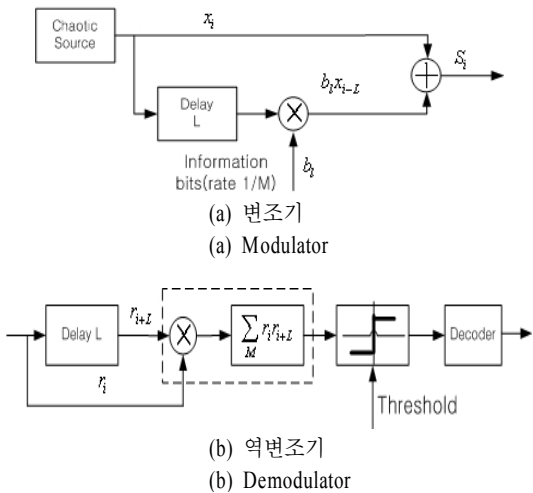 Chaotic
Source
x_i
S_i
Delay
L
b_l x_{i-L}
Information
bits(rate 1/M)
b_l
(a) 변조기
(a) Modulator
Delay L
r_{i+L}
∑_M r_i r_{i+L}
Decoder
r_i
Threshold
(b) 역변조기
(b) Demodulator